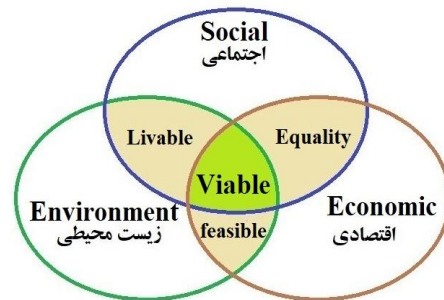 Social
اجتماعی
Livable
Equality
Viable
Environment
زیست محیطی
Economic
اقتصادی
feasible